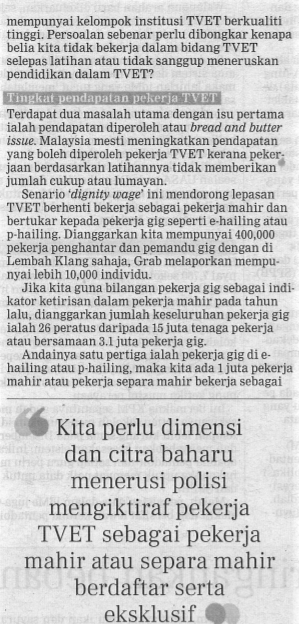 mempunyai kelompok institusi TVET berkualiti
tinggi. Persoalan sebenar perlu dibongkar kenapa
belia kita tidak bekerja dalam bidang TVET
selepas latihan atau tidak sanggup meneruskan
pendidikan dalam TVET?
Tingkat pendapatan pekerja TVET
Terdapat dua masalah utama dengan isu pertama
ialah pendapatan diperoleh atau bread and butter
issue. Malaysia mesti meningkatkan pendapatan
yang boleh diperoleh pekerja TVET kerana peker-
jaan berdasarkan latihannya tidak memberikan
jumlah cukup atau lumayan.
Senario ‘dignity wage’ ini mendorong lepasan
TVET berhenti bekerja sebagai pekerja mahir dan
bertukar kepada pekerja gig seperti e-hailing atau
p-hailing. Dianggarkan kita mempunyai 400,000
pekerja penghantar dan pemandu gig dengan di
Lembah Klang sahaja, Grab melaporkan mempu-
nyai lebih 10,000 individu.
Jika kita guna bilangan pekerja gig sebagai indi-
kator ketirisan dalam pekerja mahir pada tahun
lalu, dianggarkan jumlah keseluruhan pekerja gig
ialah 26 peratus daripada 15 juta tenaga pekerja
atau bersamaan 3.1 juta pekerja gig.
Andainya satu pertiga ialah pekerja gig di e-
hailing atau p-hailing, maka kita ada 1 juta pekerja
mahir atau pekerja separa mahir bekerja sebagai
“Kita perlu dimensi
dan citra baharu
menerusi polisi
mengiktiraf pekerja
TVET sebagai pekerja
mahir atau separa mahir
berdaftar serta
eksklusif”